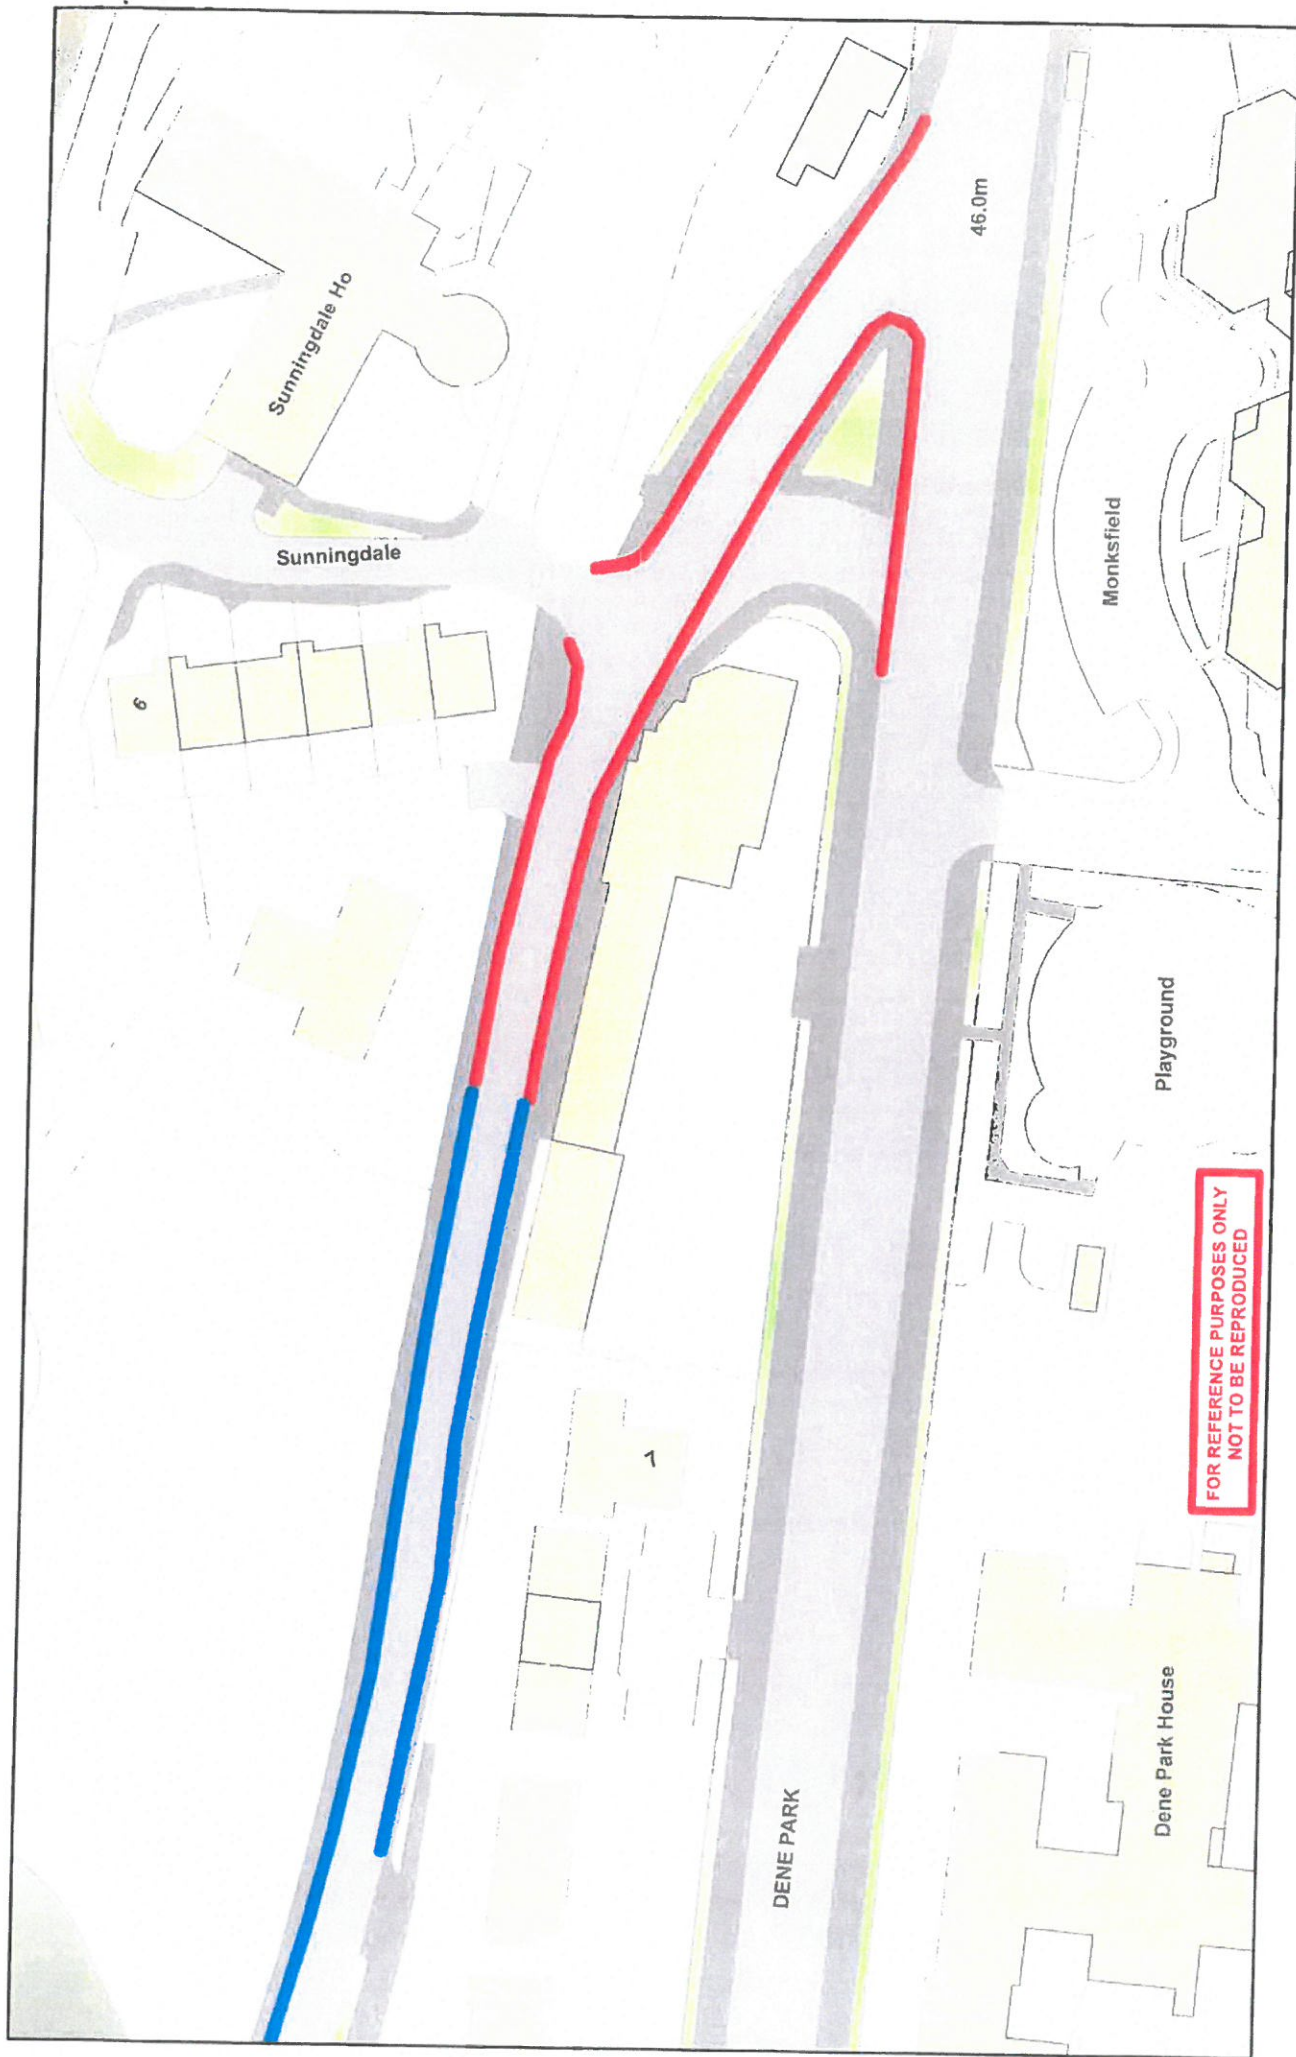 Sunningdale Ho
Sunningdale
6
46.0m
Monksfield
Playground
7
DENE PARK
Dene Park House
FOR REFERENCE PURPOSES ONLY
NOT TO BE REPRODUCED